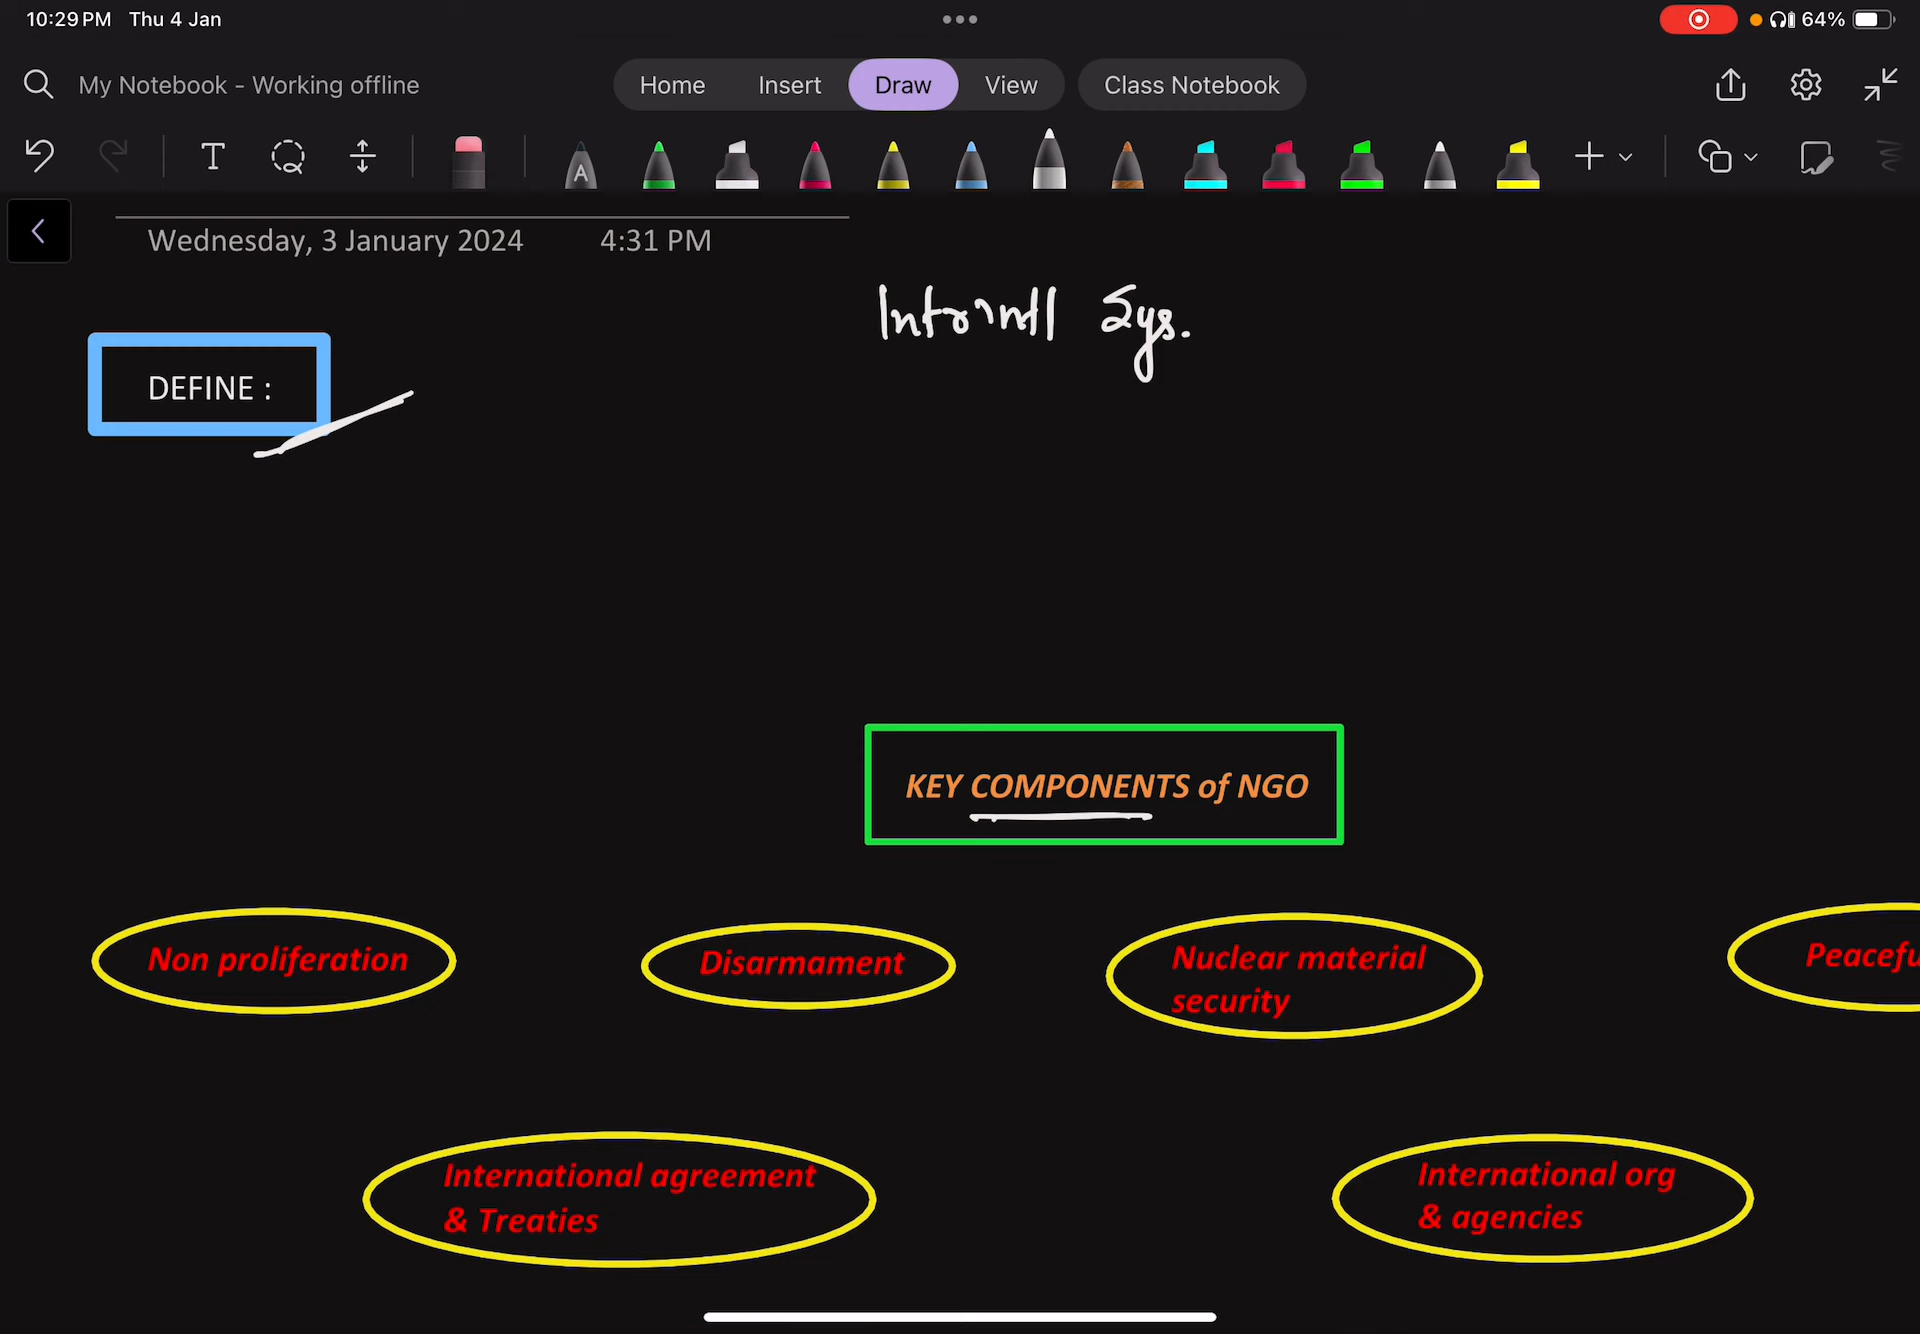 10:29 PM Thu 4 Jan
64%
My Notebook - Working offline
Home Insert Draw View Class Notebook
T
A
Wednesday, 3 January 2024 4:31 PM
Sys.
DEFINE :
KEY COMPONENTS of NGO
Non proliferation
Disarmament
Nuclear material
security
Peacefu
International agreement
& Treaties
International org
& agencies